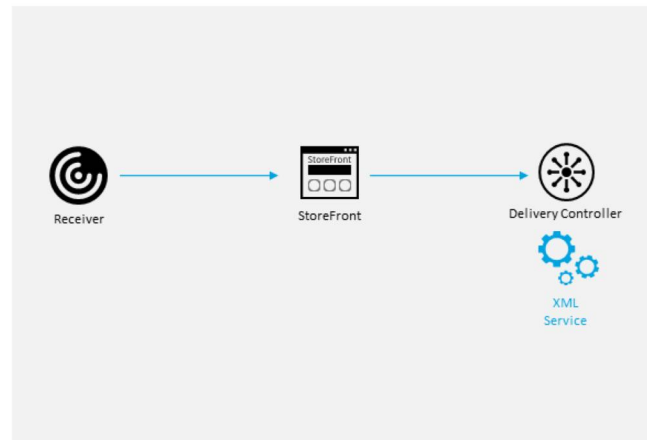 StoreFront
Receiver
StoreFront
Delivery Controller
XML
Service